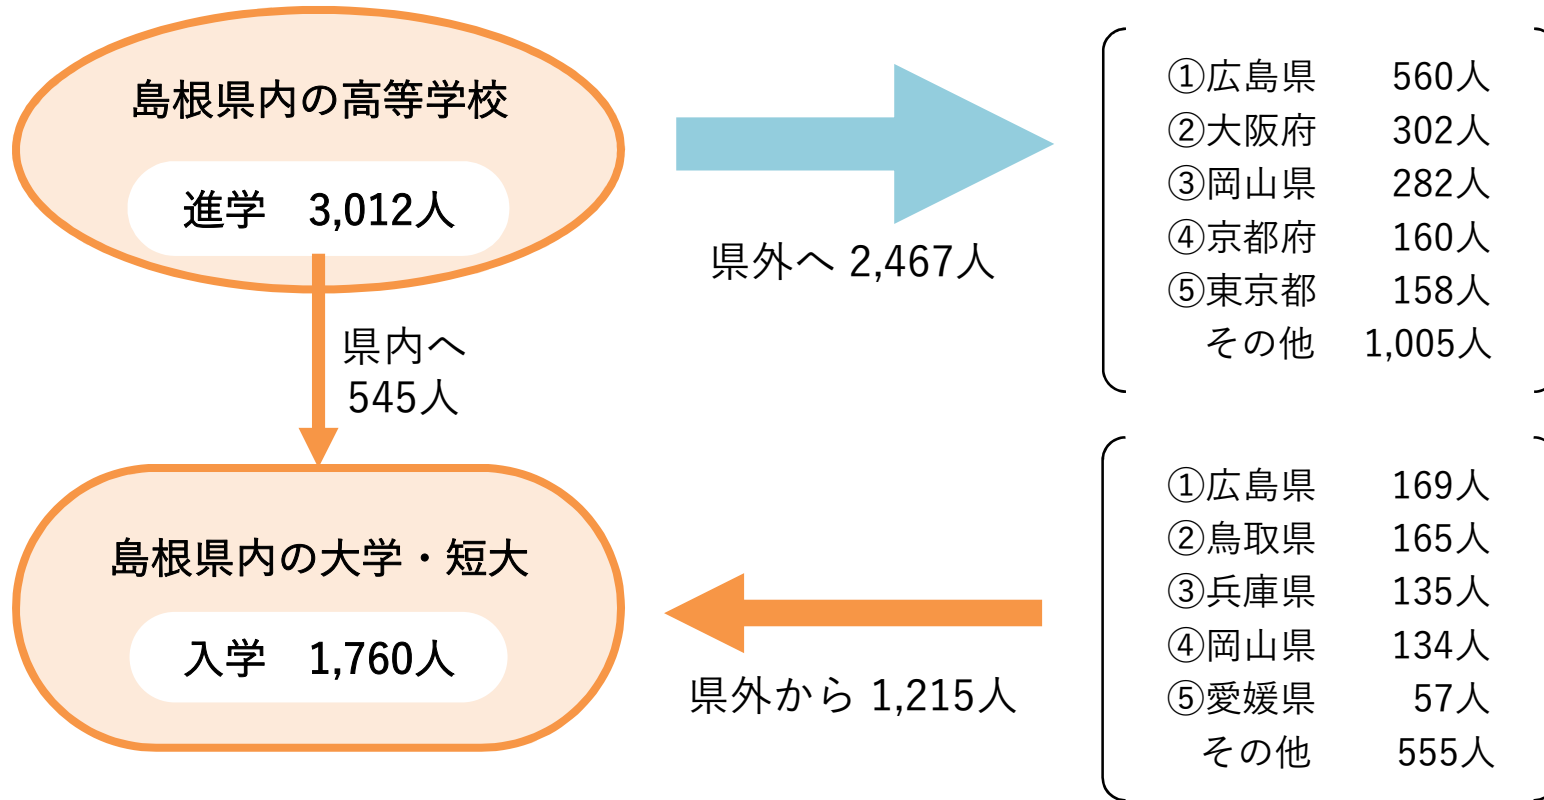 島根県内の高等学校
進学　3,012人
県外へ 2,467人
①広島県　560人
②大阪府　302人
③岡山県　282人
④京都府　160人
⑤東京都　158人
その他　1,005人
県内へ
545人
島根県内の大学・短大
入学　1,760人
県外から 1,215人
①広島県　169人
②鳥取県　165人
③兵庫県　135人
④岡山県　134人
⑤愛媛県　57人
その他　555人